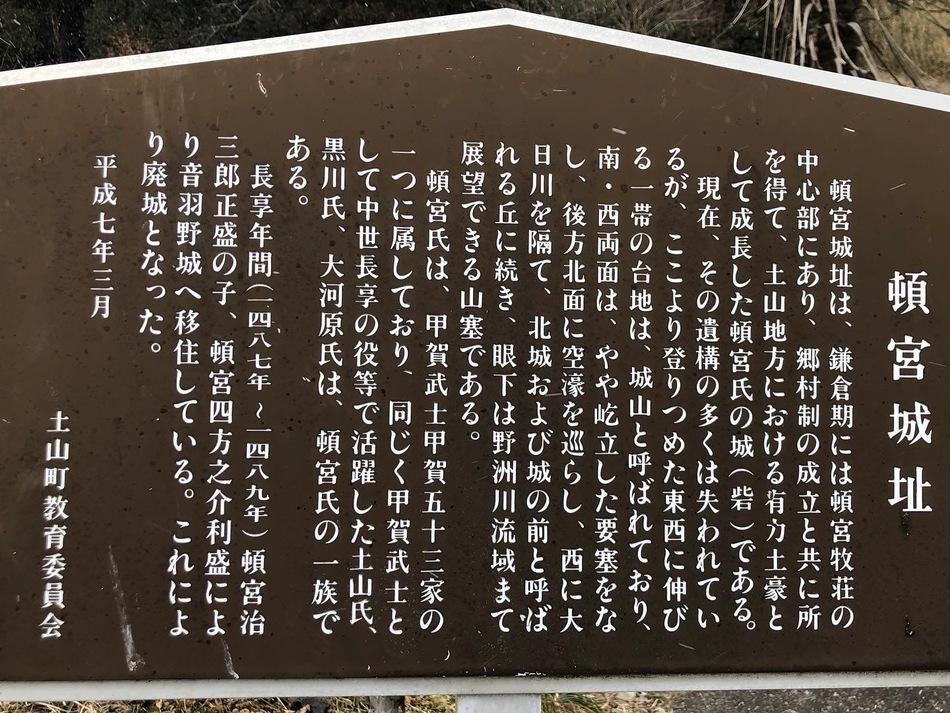 頓宮城址
頓宮城址は、鎌倉期には頓宮牧荘の
中心部にあり、郷村制の成立と共に所
を得て、土山地方における有力土豪と
して成長した頓宮氏の城(砦)である。
現在、その遺構の多くは失われてい
るが、ここより登りつめた東西に伸び
る一帯の台地は、城山と呼ばれており、
南・西両面は、やや屹立した要塞をな
し、後方北面に空濠を巡らし、西に大
日川を隔て、北城および城の前と呼ば
れる丘に続き、眼下は野洲川流域まて
展望できる山塞である。
頓宮氏は、甲賀武士甲賀五十三家の
一つに属しており、同じく甲賀武士と
して中世長享の役等で活躍した土山氏、
黒川氏、大河原氏は、頓宮氏の一族で
ある。
長享年間(一四八七年~一四八九年)頓宮治
三郎正盛の子、頓宮四方之介利盛によ
り音羽野城へ移住している。これによ
り廃城となった。
平成七年三月
土山町教育委員会